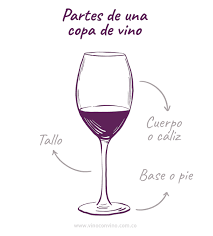 Partes de una
copa de vino
Cuerpo
o cáliz
Tallo
Base o pie